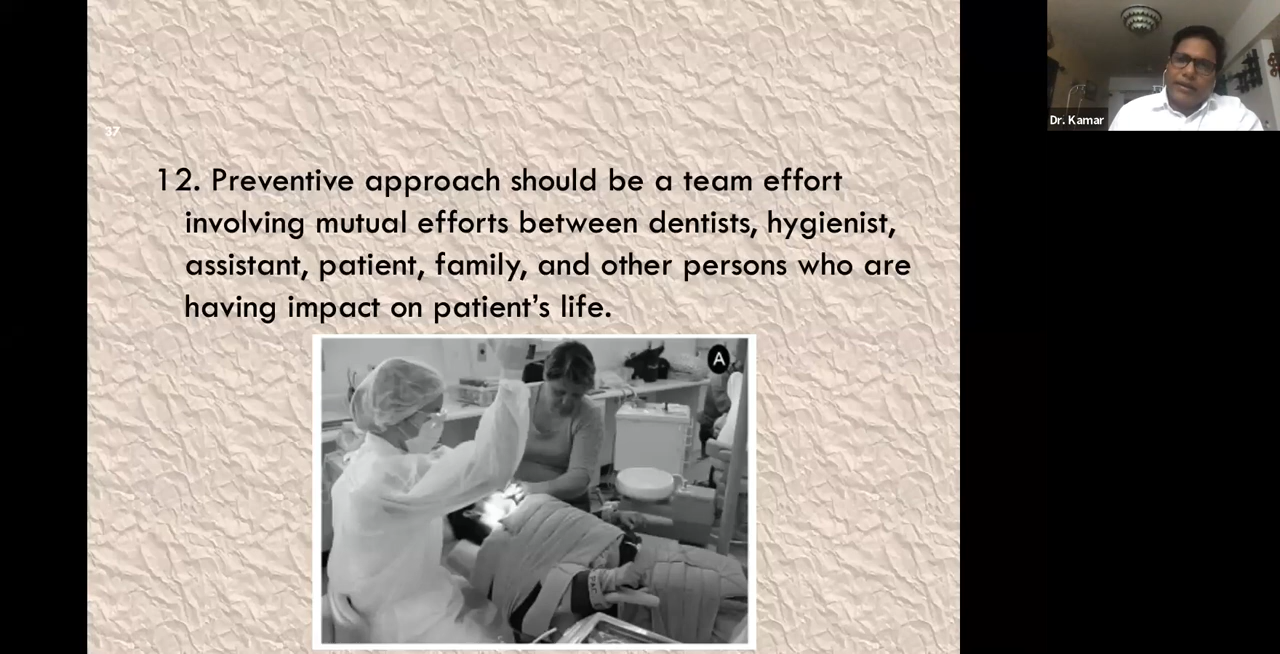 37
12. Preventive approach should be a team effort
involving mutual efforts between dentists, hygienist,
assistant, patient, family, and other persons who are
having impact on patient’s life.
A
Dr. Kamar